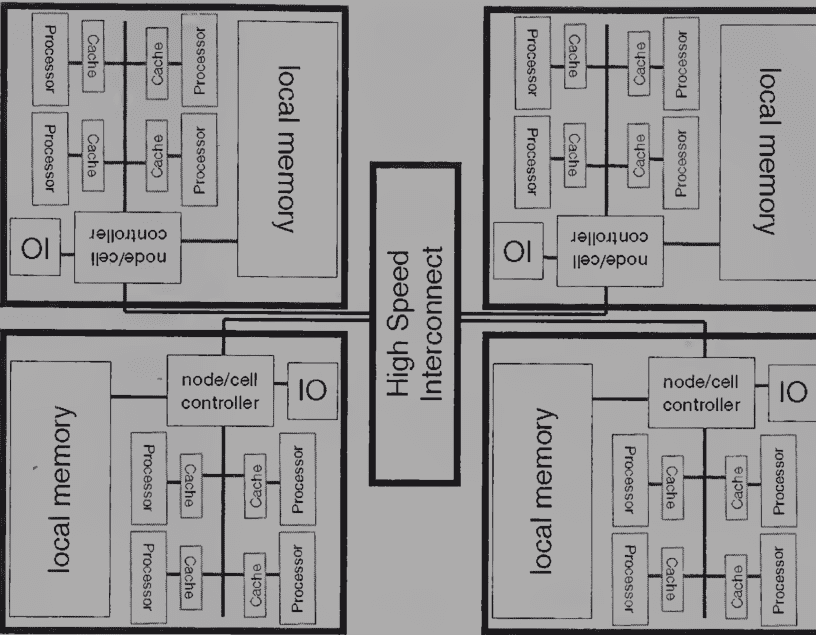 Processor
Cache
Cache
Processor
local memory
Processor
Cache
Cache
Processor
IO
node/cell
controller
Processor
Cache
Cache
Processor
local memory
Processor
Cache
Cache
Processor
IO
node/cell
controller
High Speed
Interconnect
local memory
node/cell
controller
IO
Processor
Cache
Cache
Processor
Processor
Cache
Cache
Processor
local memory
node/cell
controller
IO
Processor
Cache
Cache
Processor
Processor
Cache
Cache
Processor